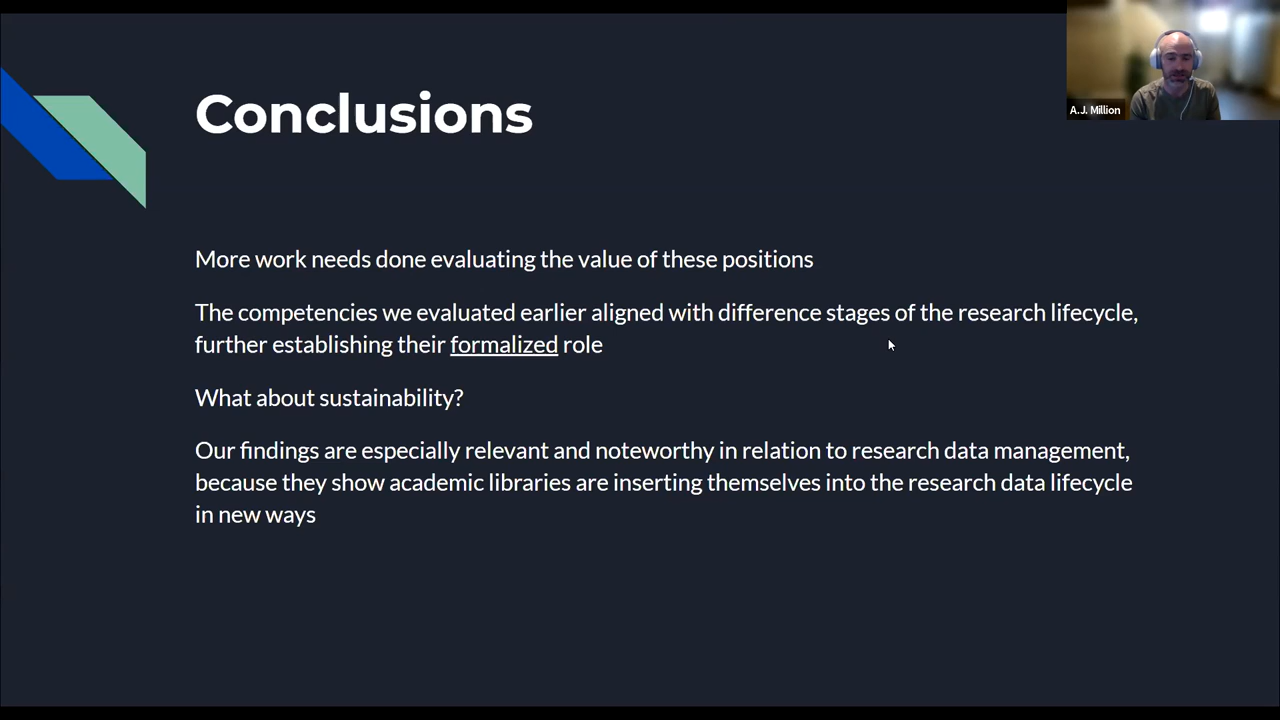 Conclusions
A.J. Million
More work needs done evaluating the value of these positions
The competencies we evaluated earlier aligned with difference stages of the research lifecycle,
further establishing their formalized role
What about sustainability?
Our findings are especially relevant and noteworthy in relation to research data management,
because they show academic libraries are inserting themselves into the research data lifecycle
in new ways